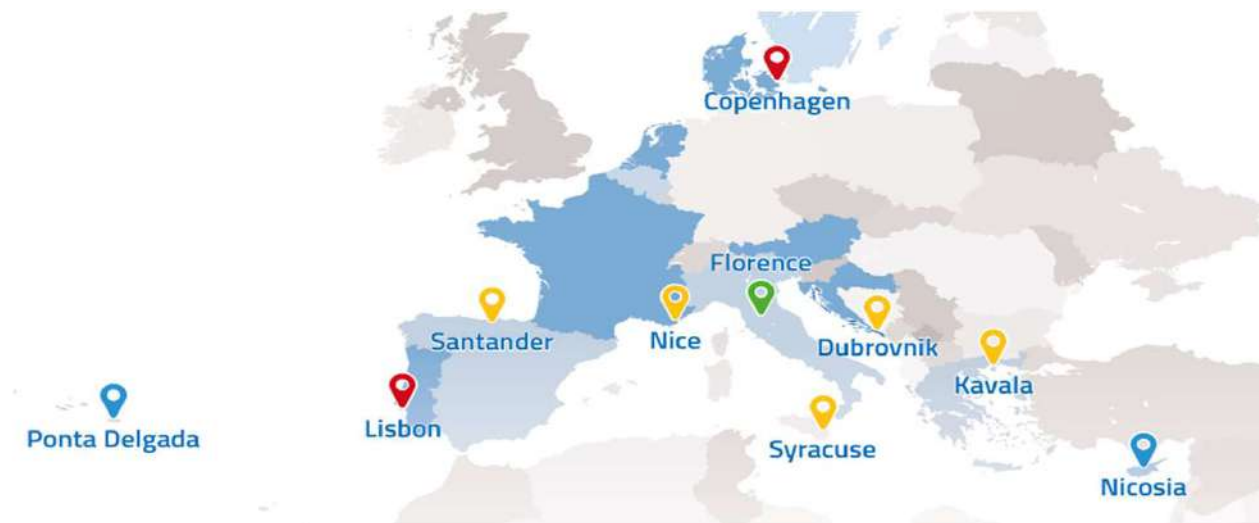 Copenhagen
Florence
Santander
Nice
Dubrovnik
Kavala
Lisbon
Ponta Delgada
Syracuse
Nicosia